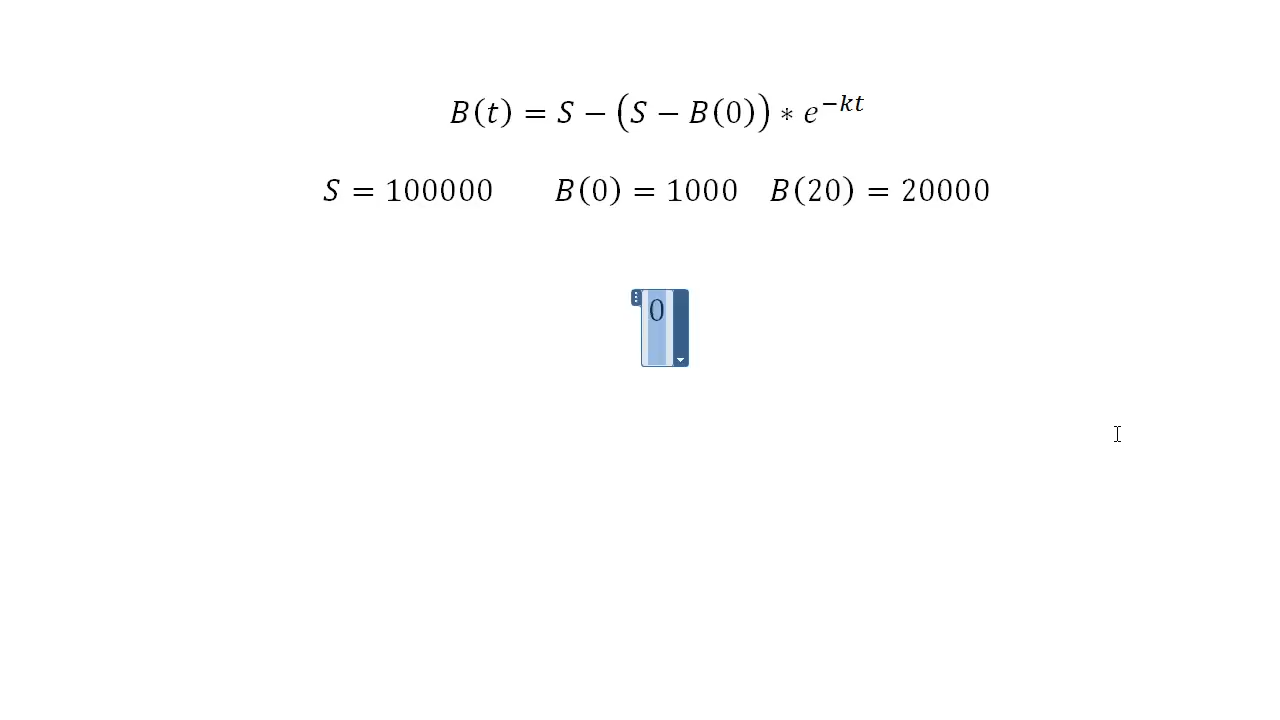 B(t) = S − (S − B(0)) ∗ e^{−kt}
S = 100000 B(0) = 1000 B(20) = 20000
0